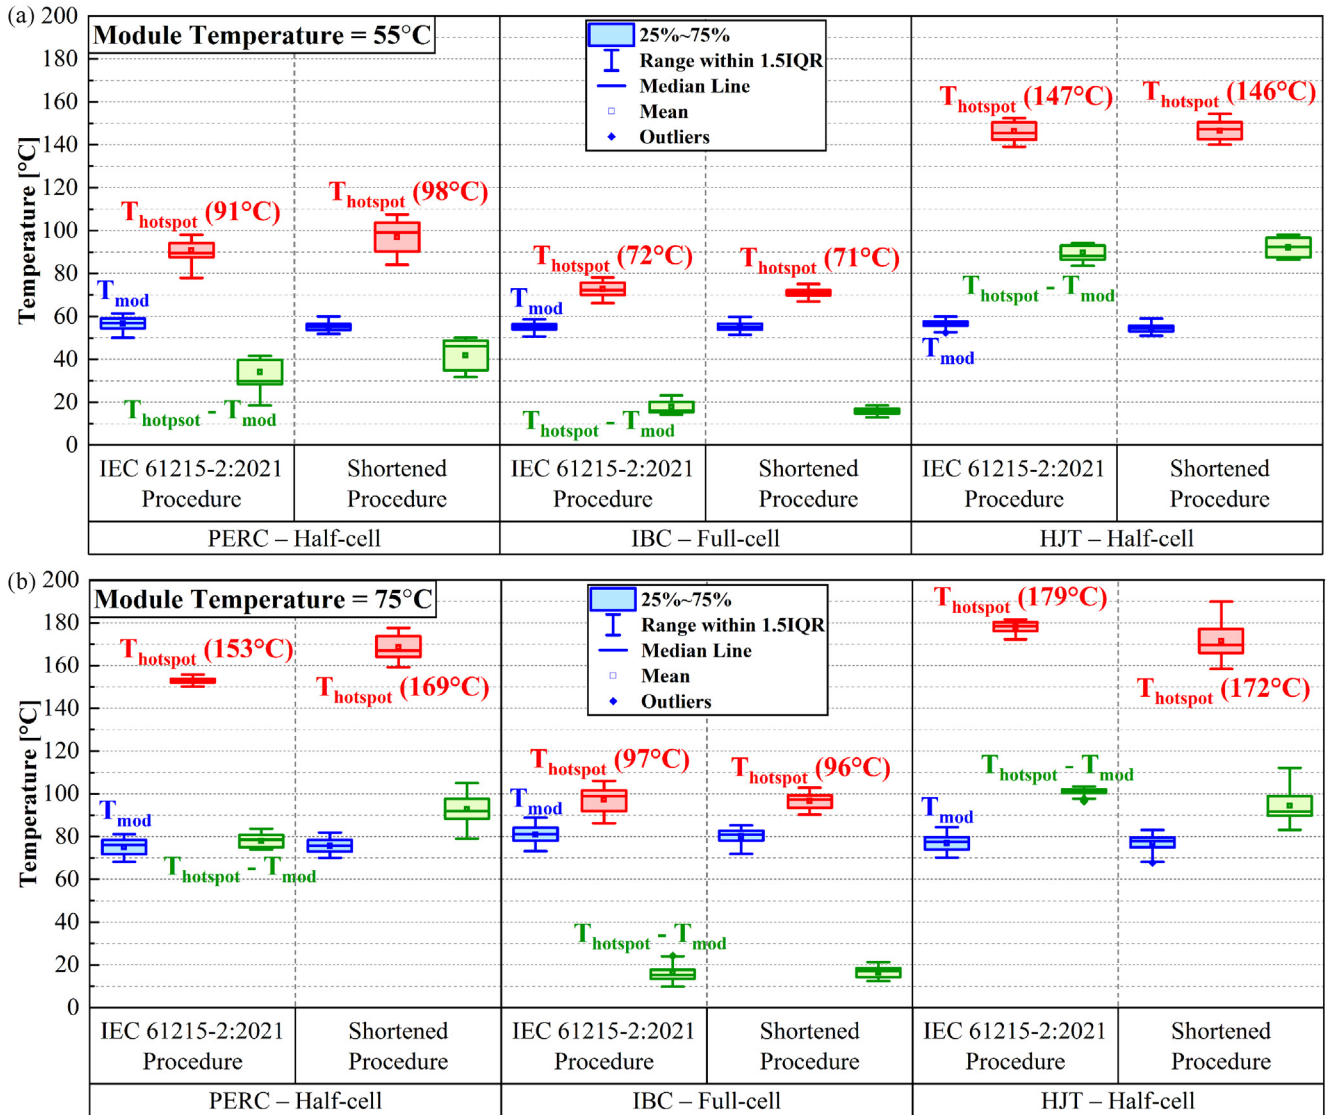 (a)
Module Temperature = 55°C
25%~75%
Range within 1.5IQR
Median Line
Mean
Outliers
Temperature [°C]
200
180
160
140
120
100
80
60
40
20
0
Thotspot (91°C)
Thotspot (98°C)
Thotspot (72°C)
Thotspot (71°C)
Thotspot (147°C)
Thotspot (146°C)
Tmod
Tmod
Tmod
Thotpsot - Tmod
Thotspot - Tmod
Thotspot - Tmod
IEC 61215-2:2021 Procedure
Shortened Procedure
IEC 61215-2:2021 Procedure
Shortened Procedure
IEC 61215-2:2021 Procedure
Shortened Procedure
PERC – Half-cell
IBC – Full-cell
HJT – Half-cell
(b)
Module Temperature = 75°C
25%~75%
Range within 1.5IQR
Median Line
Mean
Outliers
Temperature [°C]
200
180
160
140
120
100
80
60
40
20
0
Thotspot (153°C)
Thotspot (169°C)
Thotspot (97°C)
Thotspot (96°C)
Thotspot (179°C)
Thotspot (172°C)
Tmod
Tmod
Tmod
Thotspot - Tmod
Thotspot - Tmod
Thotspot - Tmod
IEC 61215-2:2021 Procedure
Shortened Procedure
IEC 61215-2:2021 Procedure
Shortened Procedure
IEC 61215-2:2021 Procedure
Shortened Procedure
PERC – Half-cell
IBC – Full-cell
HJT – Half-cell